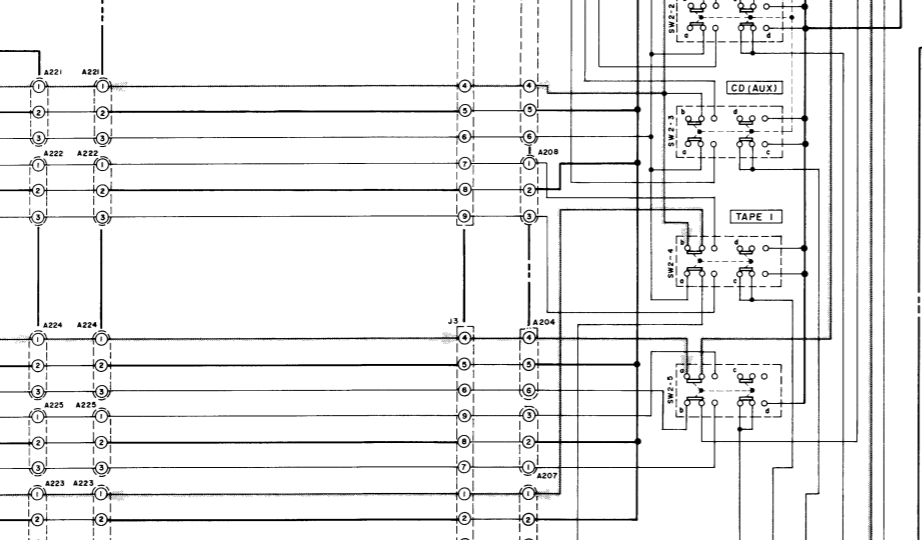 SW2-2
a
d
A221 A221
1 1 4 4
CD (AUX)
2 2 5 5
b d
SW2-3
3 3 6 6
a c
A222 A222 A208
1 1 7 1
2 2 8 2
3 3 9 3
TAPE 1
b d
SW2-4
a c
J3
A224 A224 A204
1 1 4 4
2 2 5 5
a c
SW2-5
3 3 6 6
b d
A225 A225
1 1 9 3
2 2 8 2
3 3 7 1
A223 A223 A207
1 1 1 1
2 2 2 2